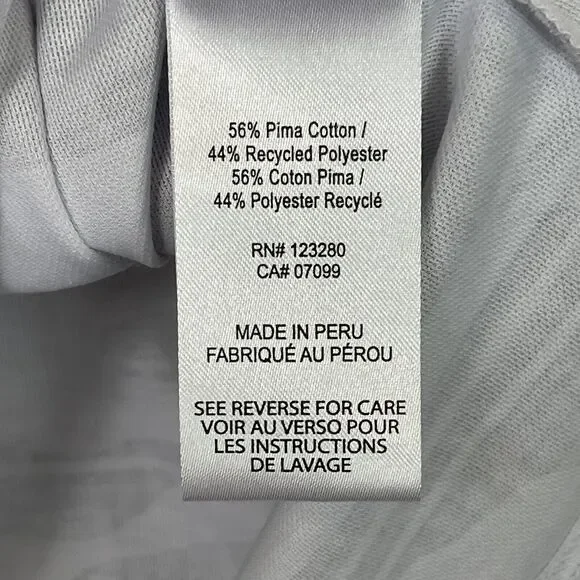 56% Pima Cotton /
44% Recycled Polyester
56% Coton Pima /
44% Polyester Recyclé
RN# 123280
CA# 07099
MADE IN PERU
FABRIQUÉ AU PÉROU
SEE REVERSE FOR CARE
VOIR AU VERSO POUR
LES INSTRUCTIONS
DE LAVAGE